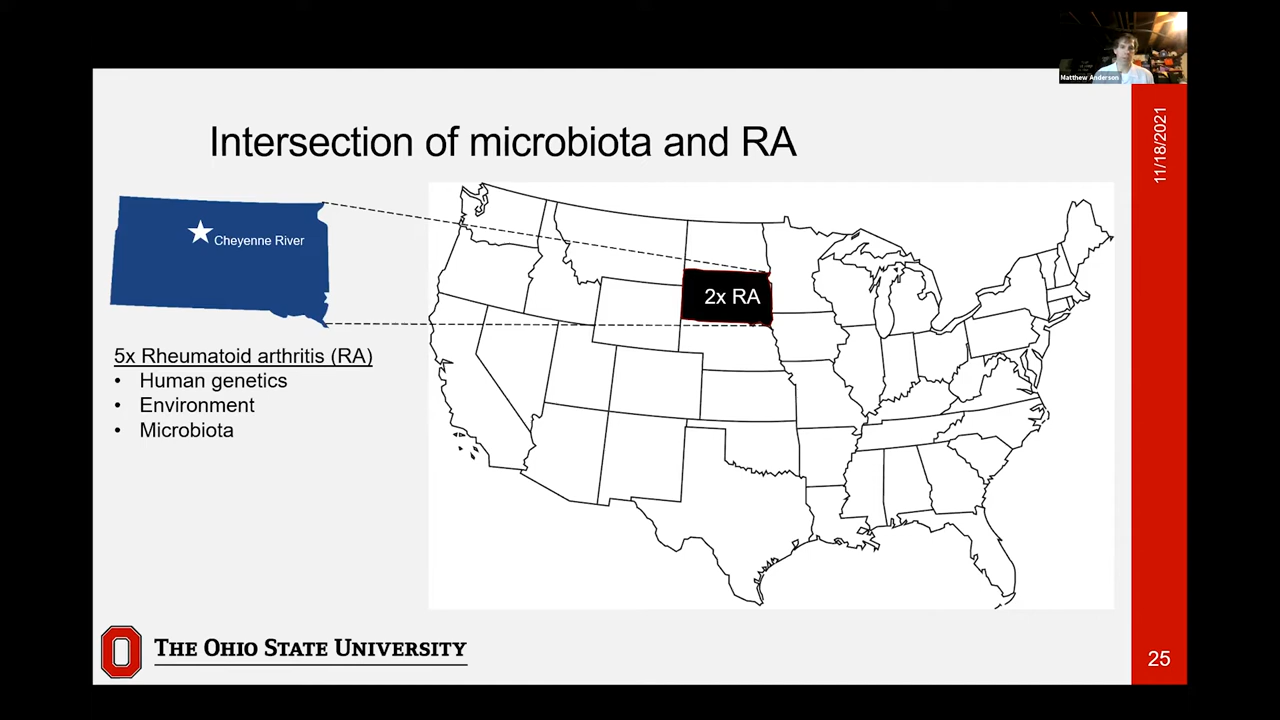 Matthew Anderson
11/18/2021
Intersection of microbiota and RA
Cheyenne River
2x RA
5x Rheumatoid arthritis (RA)
• Human genetics
• Environment
• Microbiota
THE OHIO STATE UNIVERSITY
25